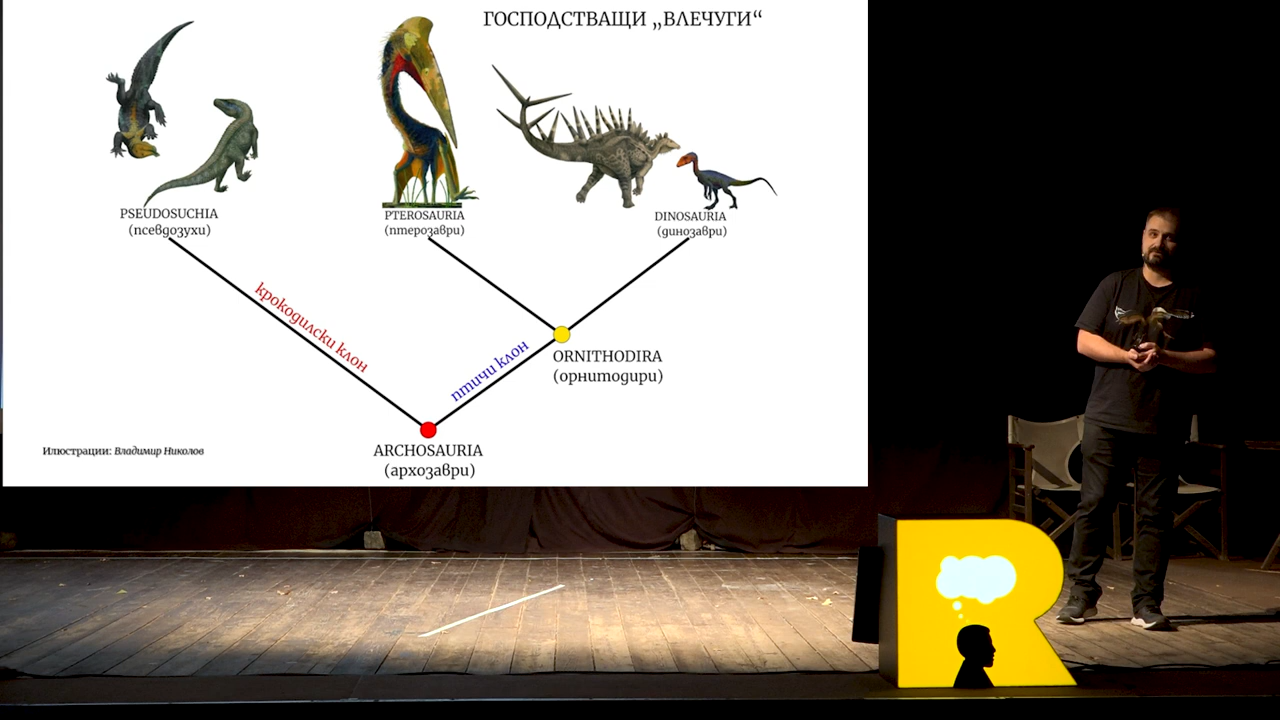 ГОСПОДСТВАЩИ „ВЛЕЧУГИ“
PSEUDOSUCHIA
(псевдозухи)
PTEROSAURIA
(птерозаври)
DINOSAURIA
(динозаври)
крокодилски клон
птичи клон
ORNITHODIRA
(орнитодири)
ARCHOSAURIA
(архозаври)
Илюстрации: Владимир Николов
R